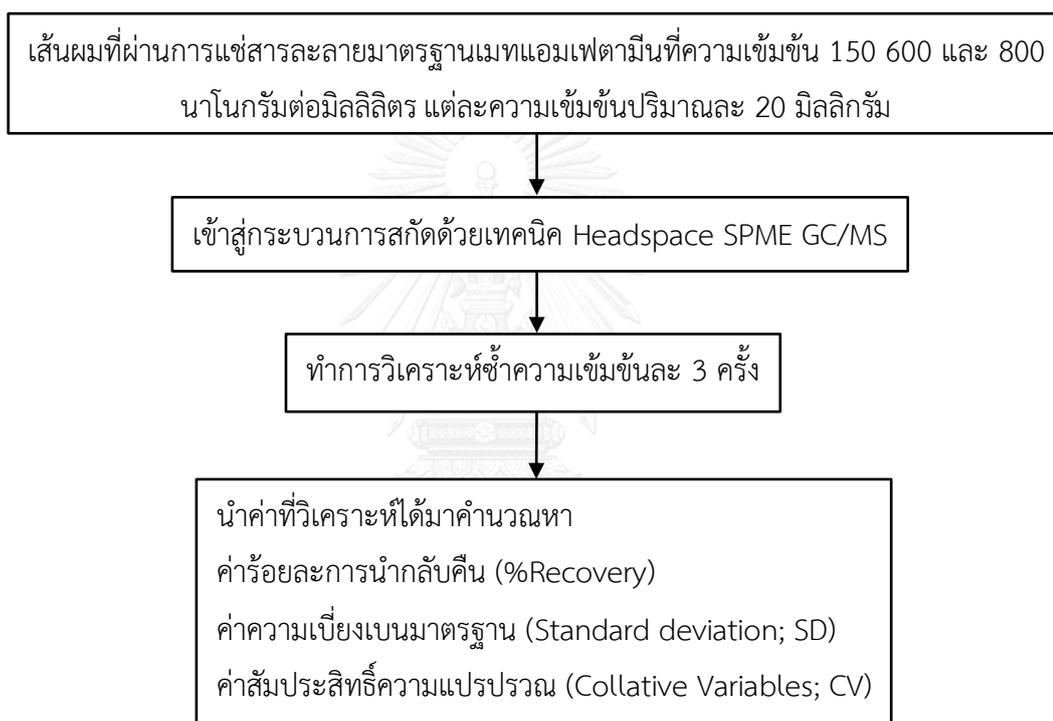 เส้นผมที่ผ่านการแช่สารละลายมาตรฐานเมทแอมเฟตามีนที่ความเข้มข้น 150 600 และ 800
นาโนกรัมต่อมิลลิลิตร แต่ละความเข้มข้นปริมาณละ 20 มิลลิกรัม
เข้าสู่กระบวนการสกัดด้วยเทคนิค Headspace SPME GC/MS
ทำการวิเคราะห์ซ้ำความเข้มข้นละ 3 ครั้ง
นำค่าที่วิเคราะห์ได้มาคำนวณหา
ค่าร้อยละการนำกลับคืน (%Recovery)
ค่าความเบี่ยงเบนมาตรฐาน (Standard deviation; SD)
ค่าสัมประสิทธิ์ความแปรปรวน (Collative Variables; CV)